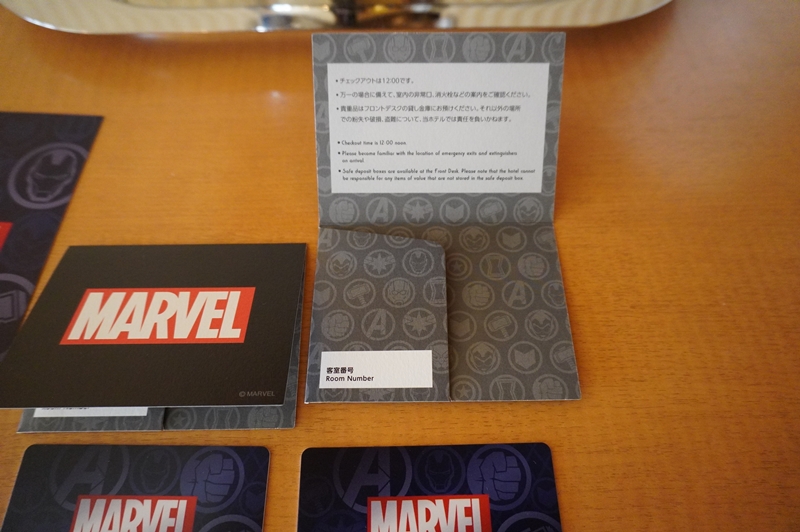 ・チェックアウトは12:00です。
・万一の場合に備えて、室内の非常口、消火栓などの案内をご確認ください。
・貴重品はフロントデスクの貸し金庫にお預けください。それ以外の場所
での紛失や破損、盗難について、当ホテルでは責任を負いかねます。
• Checkout time is 12:00 noon.
• Please become familiar with the location of emergency exits and extinguishers
on arrival.
• Safe deposit boxes are available at the Front Desk. Please note that the hotel cannot
be responsible for any items of value that are not stored in the safe deposit box.
MARVEL
© MARVEL
客室番号
Room Number
MARVEL
MARVEL